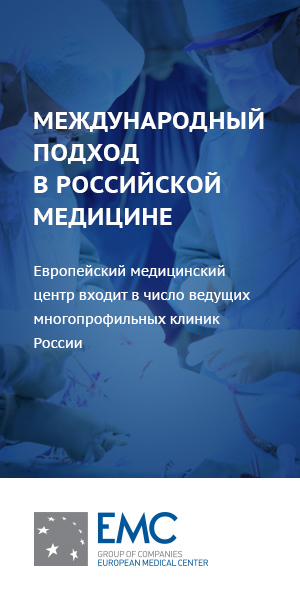 МЕЖДУНАРОДНЫЙ
ПОДХОД
В РОССИЙСКОЙ
МЕДИЦИНЕ
Европейский медицинский
центр входит в число ведущих
многопрофильных клиник
России
EMC
GROUP OF COMPANIES
EUROPEAN MEDICAL CENTER